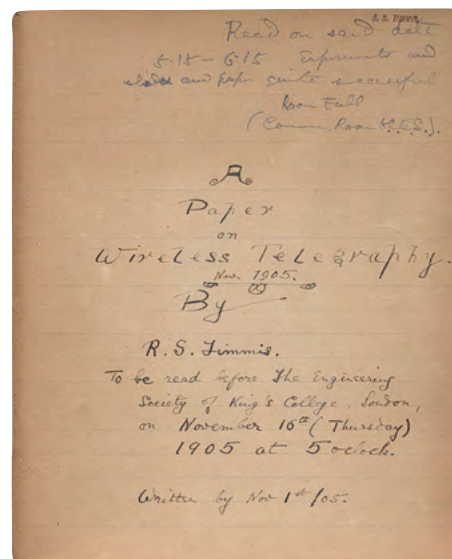 R. S. TIMMIS
Read on said date
5.15 – 6.15 Experiments and
slides and paper quite successful
Room Full
(Common Room K.C.E.S.).
A
Paper
on
Wireless Telegraphy.
Nov. 1905.
By
R. S. Timmis.
To be read before The Engineering
Society of King's College, London,
on November 16th (Thursday)
1905 at 5 oclock.
Written by Nov 1st/05.